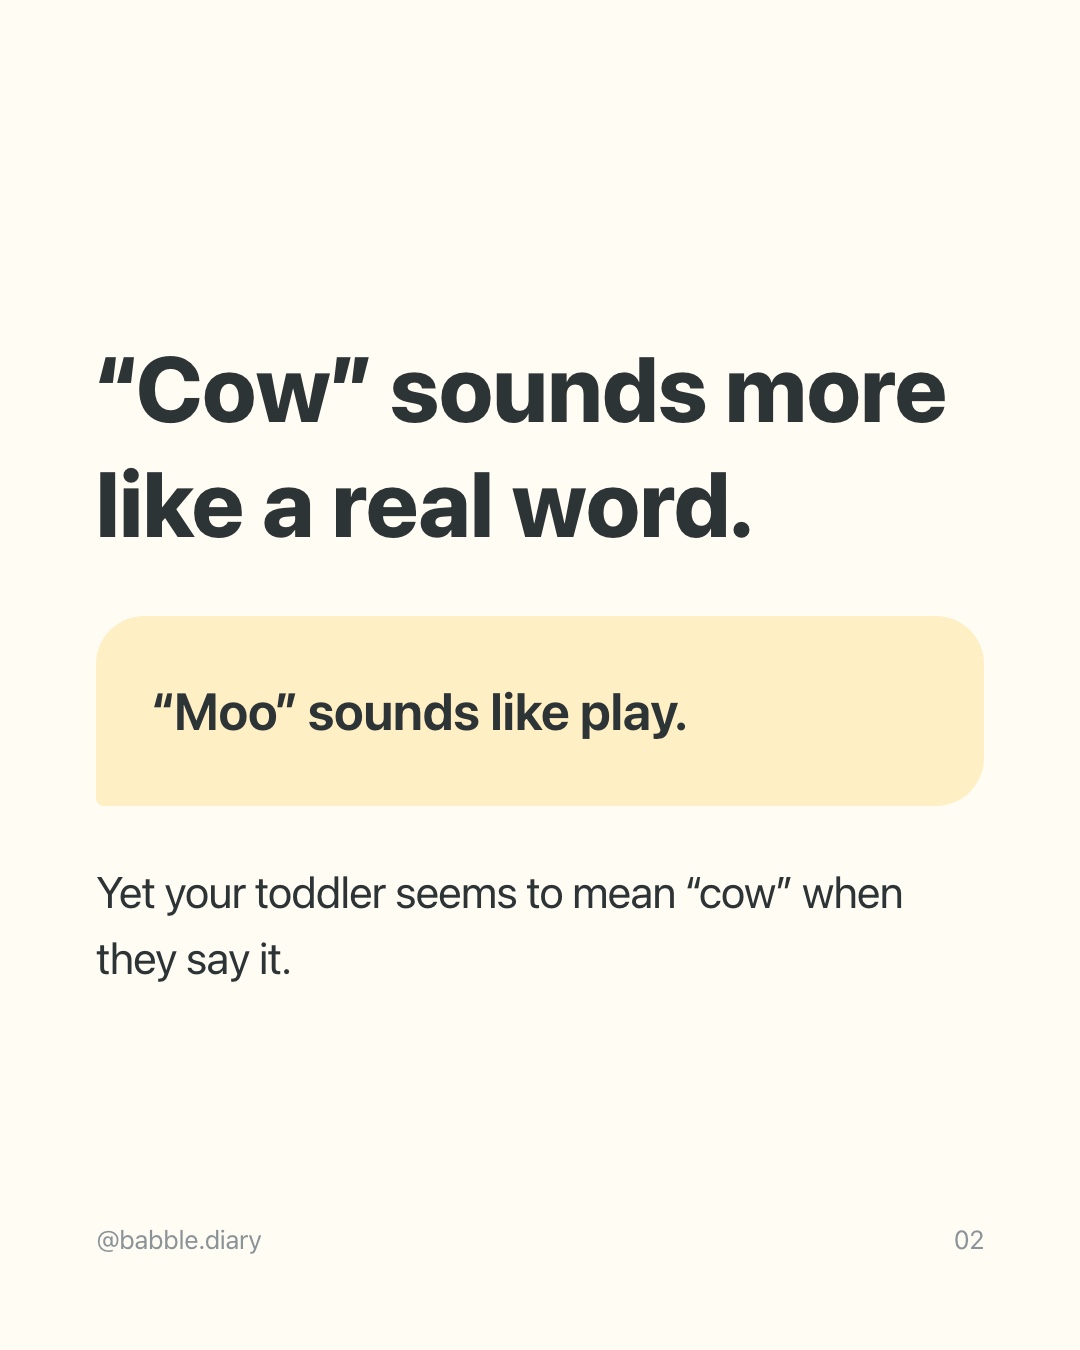 “Cow” sounds more
like a real word.
“Moo” sounds like play.
Yet your toddler seems to mean “cow” when
they say it.
@babble.diary
02